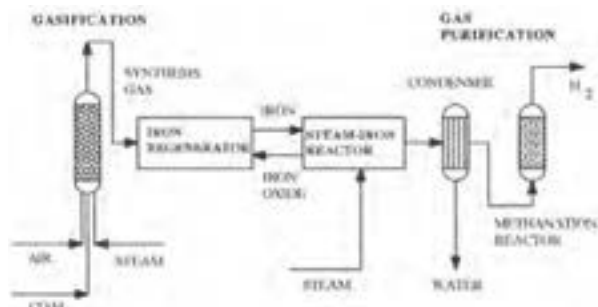 GASIFICATION
GAS
PURIFICATION
SYNTHESIS
GAS
CONDENSER
H
2
IRON
IRON
REGENERATOR
STEAM-IRON
REACTOR
IRON
OXIDE
METHANATION
REACTOR
AIR
STEAM
STEAM
WATER